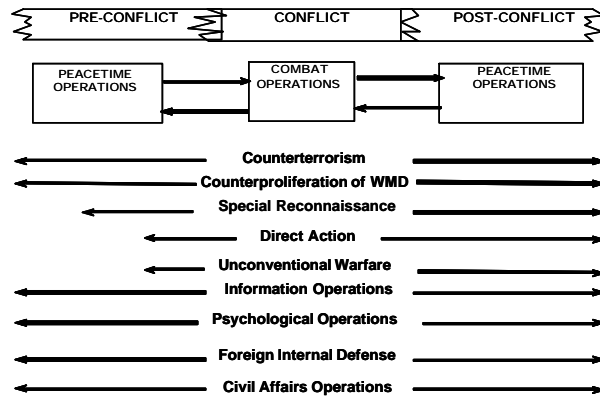 PRE-CONFLICT CONFLICT POST-CONFLICT
PEACETIME
OPERATIONS
COMBAT
OPERATIONS
PEACETIME
OPERATIONS
Counterterrorism
Counterproliferation of WMD
Special Reconnaissance
Direct Action
Unconventional Warfare
Information Operations
Psychological Operations
Foreign Internal Defense
Civil Affairs Operations